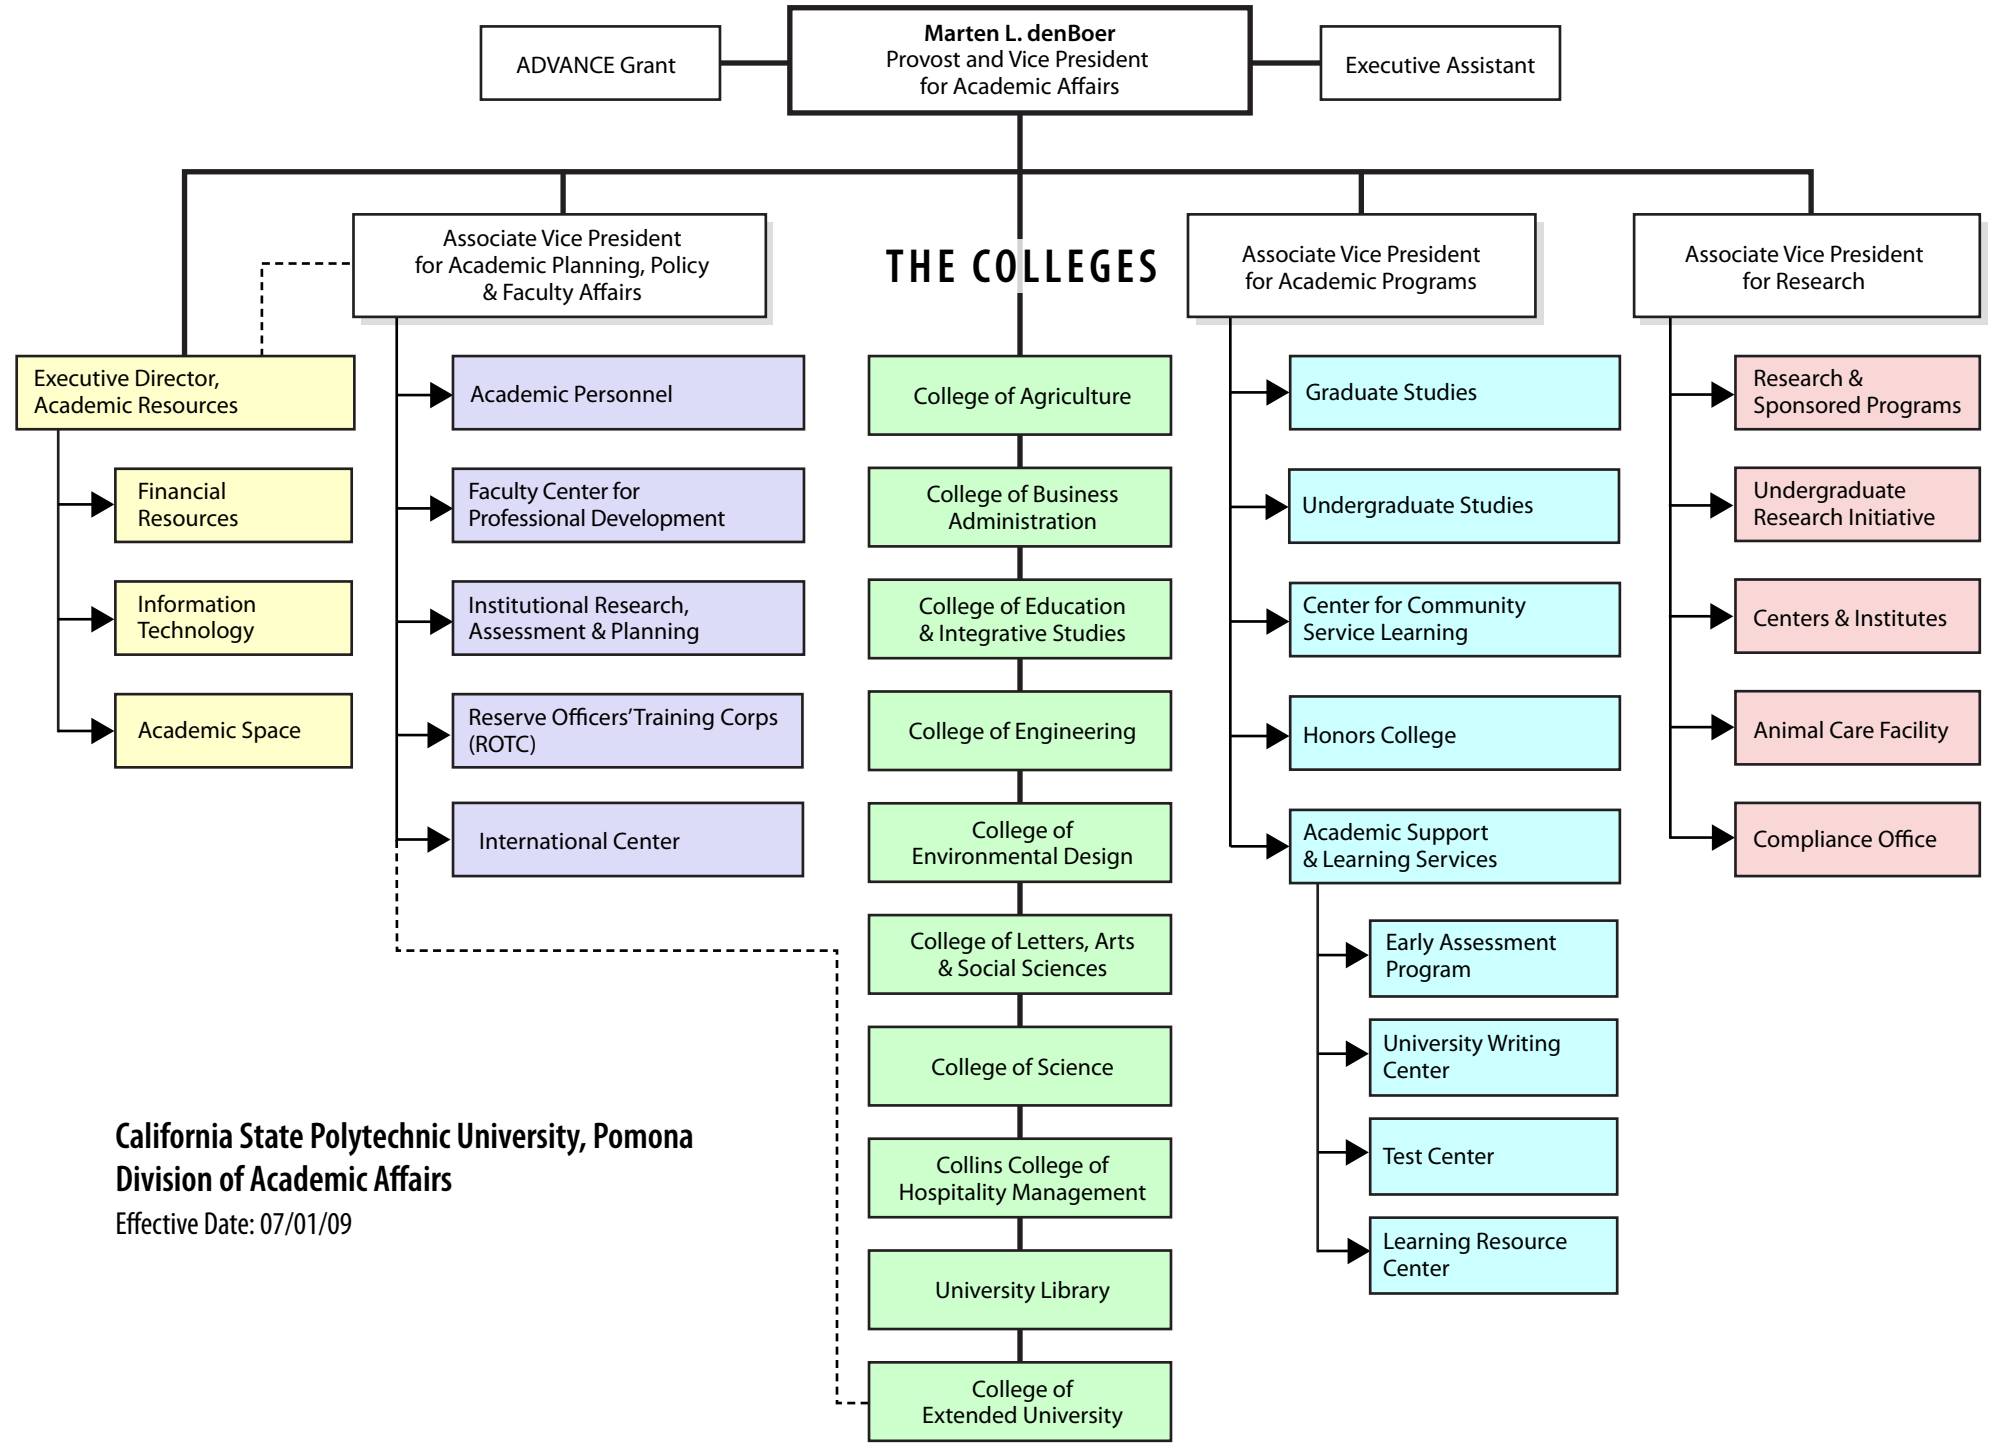 Marten L. denBoer
Provost and Vice President
for Academic Affairs
ADVANCE Grant
Executive Assistant
Associate Vice President
for Academic Planning, Policy
& Faculty Affairs
THE COLLEGES
Associate Vice President
for Academic Programs
Associate Vice President
for Research
Executive Director,
Academic Resources
Financial
Resources
Information
Technology
Academic Space
Academic Personnel
Faculty Center for
Professional Development
Institutional Research,
Assessment & Planning
Reserve Officers' Training Corps
(ROTC)
International Center
College of Agriculture
College of Business
Administration
College of Education
& Integrative Studies
College of Engineering
College of
Environmental Design
College of Letters, Arts
& Social Sciences
College of Science
Collins College of
Hospitality Management
University Library
College of
Extended University
Graduate Studies
Undergraduate Studies
Center for Community
Service Learning
Honors College
Academic Support
& Learning Services
Early Assessment
Program
University Writing
Center
Test Center
Learning Resource
Center
Research &
Sponsored Programs
Undergraduate
Research Initiative
Centers & Institutes
Animal Care Facility
Compliance Office
California State Polytechnic University, Pomona
Division of Academic Affairs
Effective Date: 07/01/09